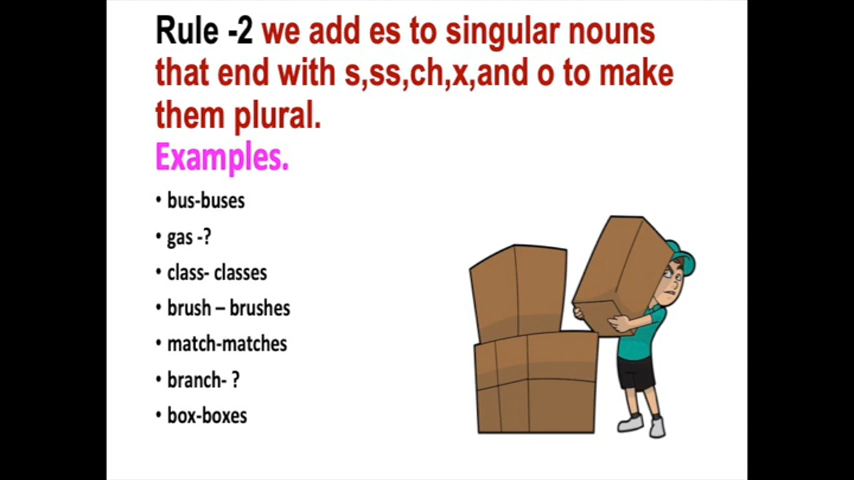 Rule -2 we add es to singular nouns
that end with s,ss,ch,x,and o to make
them plural.
Examples.
• bus-buses
• gas -?
• class- classes
• brush – brushes
• match-matches
• branch- ?
• box-boxes